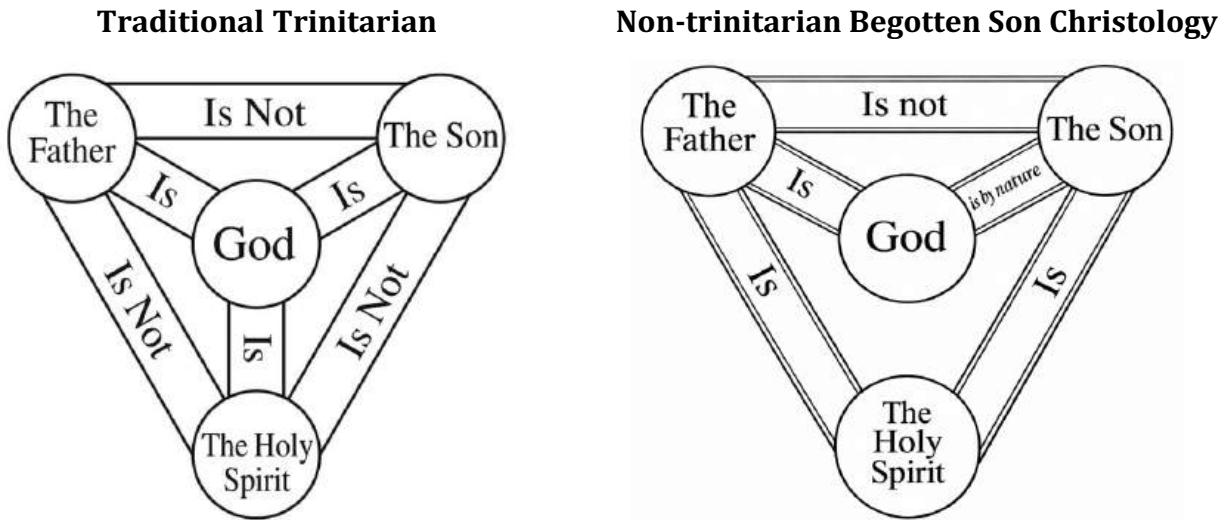 Traditional Trinitarian
The
Father
Is Not
The Son
Is
Is
God
Is Not
Is
Is Not
The Holy
Spirit
Non-trinitarian Begotten Son Christology
The
Father
Is not
The Son
Is
is by nature
God
Is
Is
The
Holy
Spirit